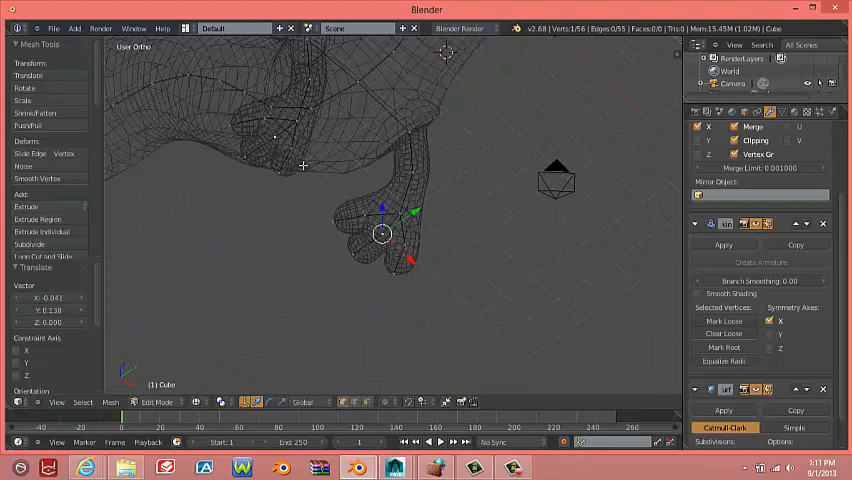 Blender
File Add Render Window Help Default Scene Blender Render v2.68 | Verts:1/56 | Edges:0/55 | Faces:0/0 | Tris:0 | Mem:15.45M (1.02M) | Cube
Mesh Tools
Transform:
Translate
Rotate
Scale
Shrink/Fatten
Push/Pull
Deform:
Slide Edge Vertex
Noise
Smooth Vertex
Add:
Extrude
Extrude Region
Extrude Individual
Subdivide
Loop Cut and Slide
Translate
Vector
X: -0.041
Y: 0.138
Z: 0.000
Constraint Axis
X
Y
Z
Orientation
User Ortho
(1) Cube
View Select Add Mesh Edit Mode Global
View Search All Scenes
RenderLayers
World
Camera
X Merge U
Y Clipping V
Z Vertex Gr
Merge Limit: 0.001000
Mirror Object:
kin
Apply Copy
Create Armature
Branch Smoothing: 0.00
Smooth Shading
Selected Vertices: Symmetry Axes:
Mark Loose X
Clear Loose Y
Mark Root Z
Equalize Radii
urf
Apply Copy
Catmull-Clark Simple
Subdivisions: Options:
-40 -20 0 20 40 60 80 100 120 140 160 180 200 220 240 260
View Marker Frame Playback Start: 1 End: 250 1 No Sync
1:11 PM
9/1/2013